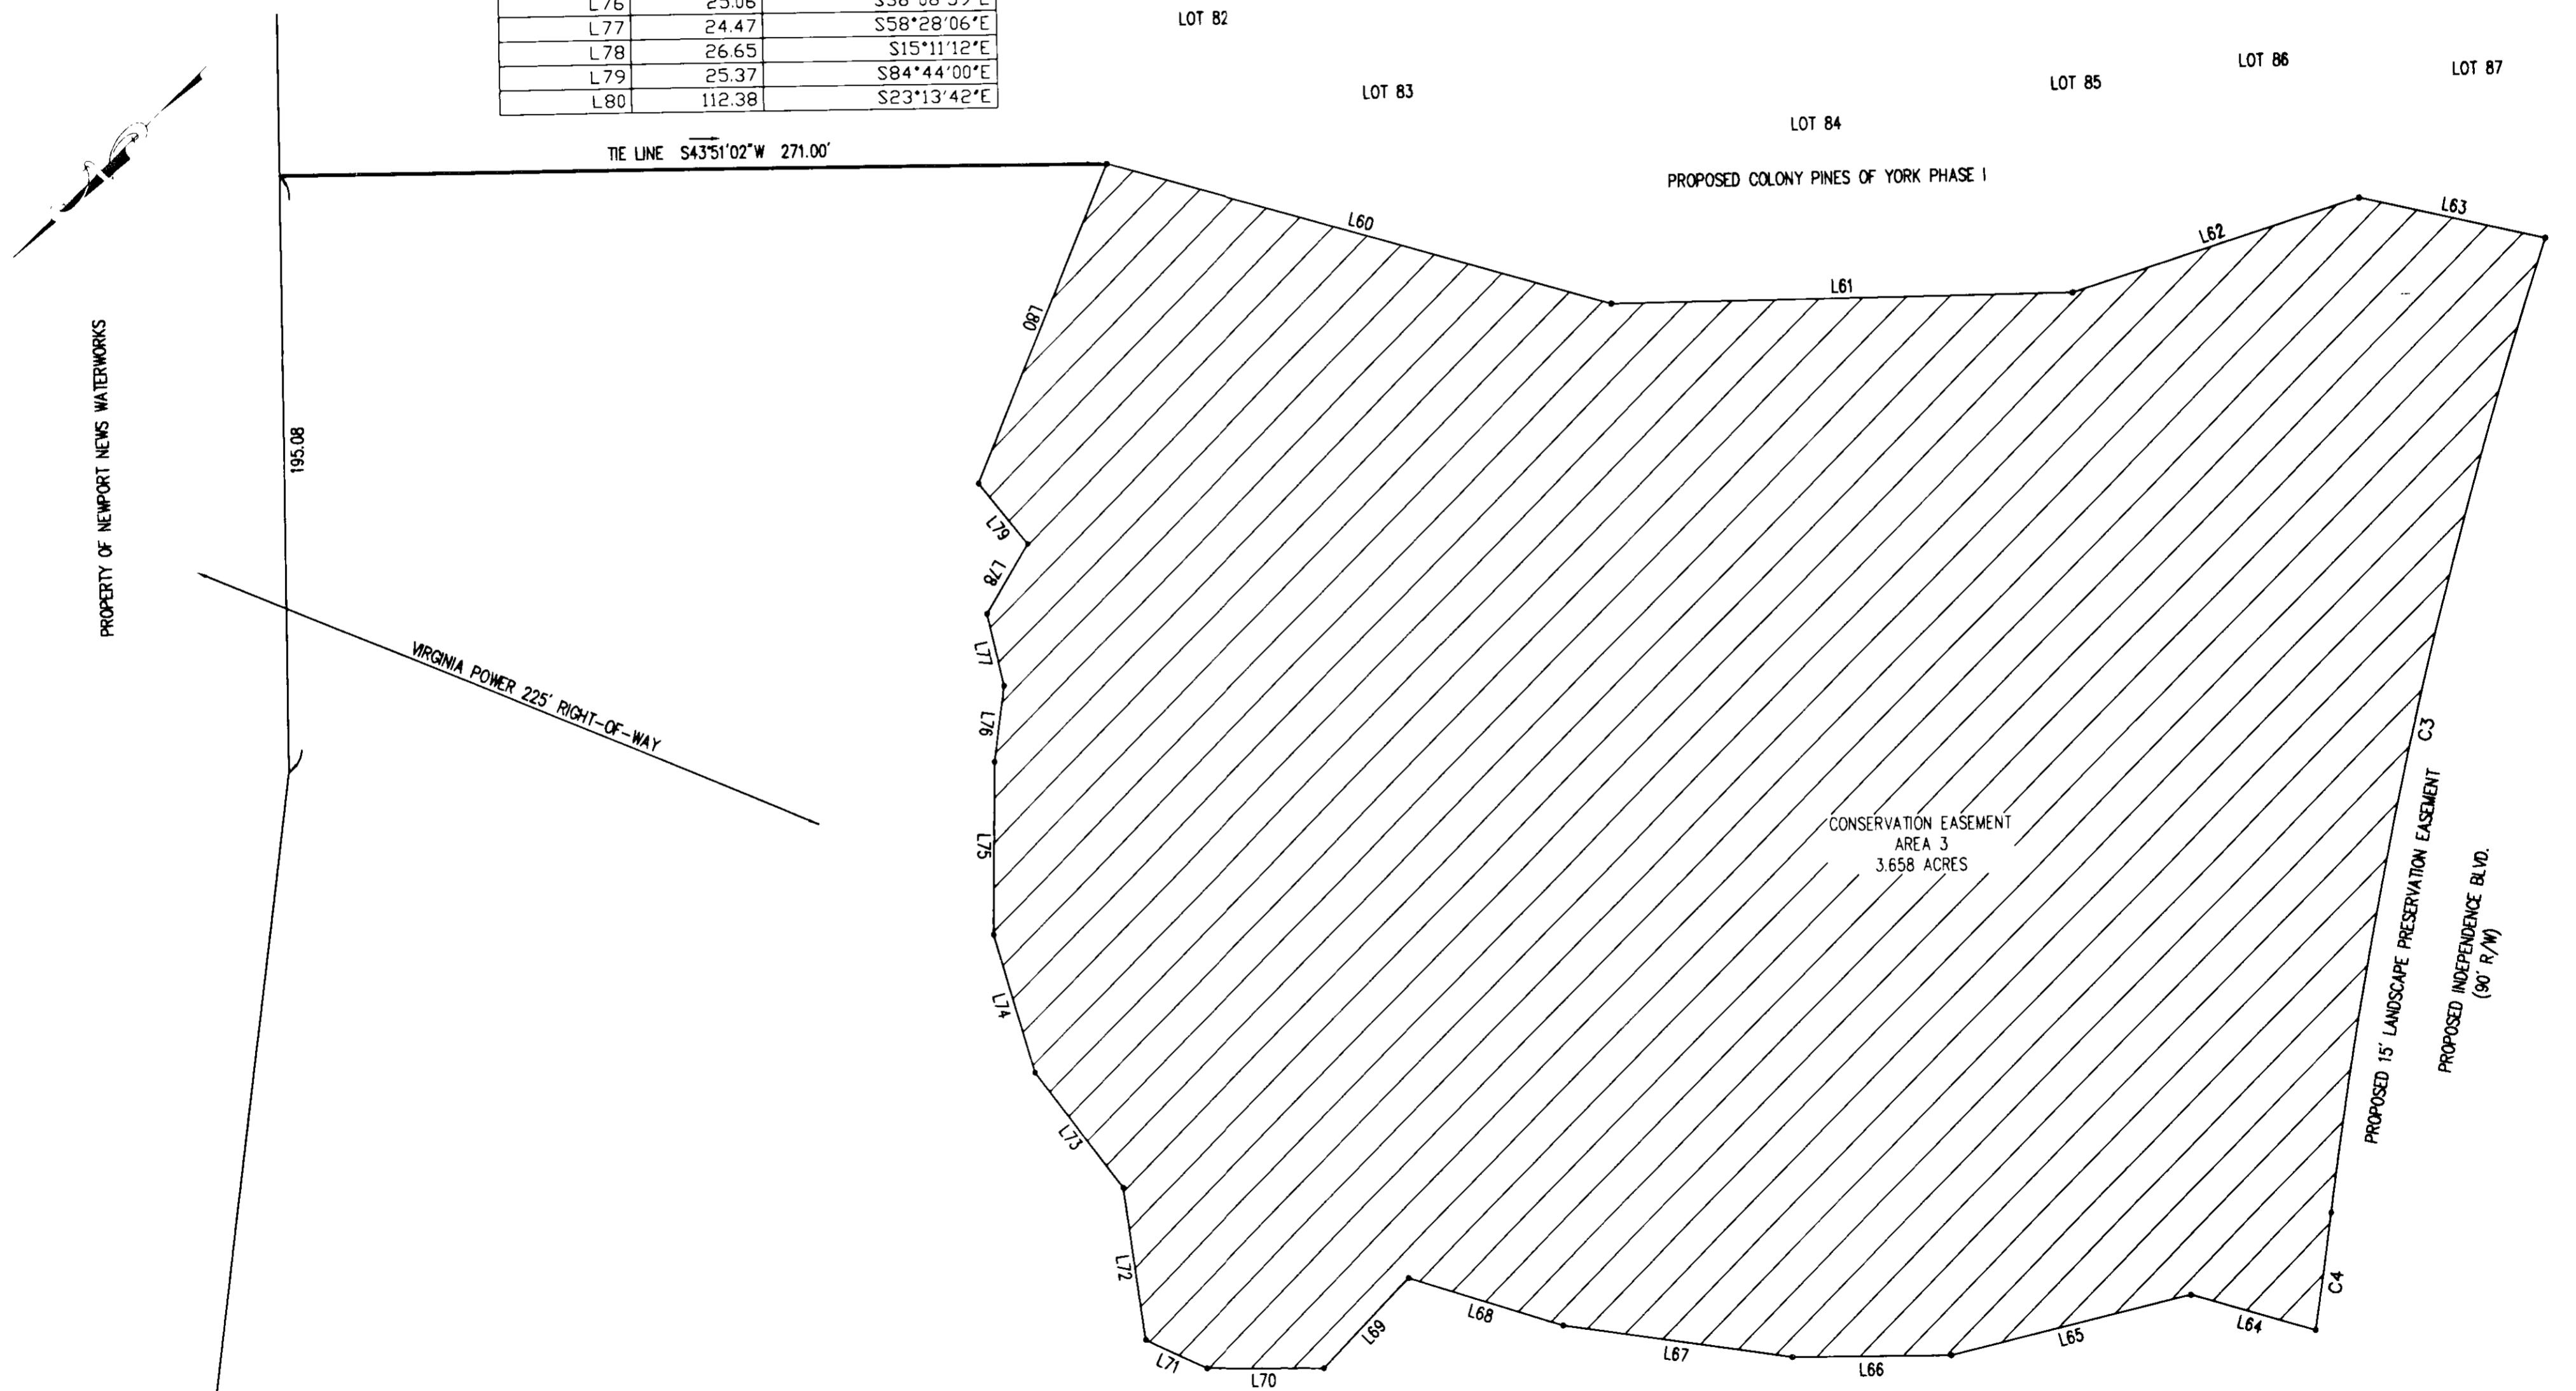 L76 25.06
L77 24.47 S58°28'06"E
L78 26.65 S15°11'12"E
L79 25.37 S84°44'00"E
L80 112.38 S23°13'42"E
LOT 82
LOT 83
LOT 84
LOT 85
LOT 86
LOT 87
TIE LINE S43°51'02"W 271.00'
PROPOSED COLONY PINES OF YORK PHASE I
L60
L61
L62
L63
L80
L79
L78
L77
L76
L75
L74
L73
L72
L71
L70
L69
L68
L67
L66
L65
L64
C4
C3
195.08
PROPERTY OF NEWPORT NEWS WATERWORKS
VIRGINIA POWER 225' RIGHT-OF-WAY
CONSERVATION EASEMENT
AREA 3
3.658 ACRES
PROPOSED 15' LANDSCAPE PRESERVATION EASEMENT
PROPOSED INDEPENDENCE BLVD.
(90' R/W)